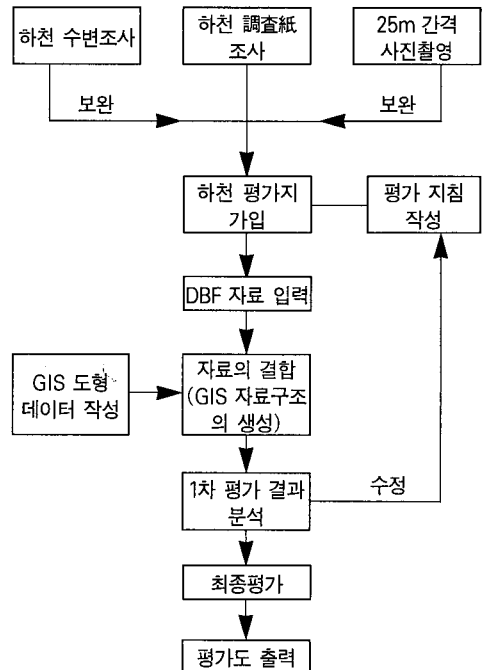 하천 수변조사
하천 調査紙
조사
25m 간격
사진촬영
보완
보완
하천 평가지
가입
평가 지침
작성
DBF 자료 입력
GIS 도형
데이터 작성
자료의 결합
(GIS 자료구조
의 생성)
1차 평가 결과
분석
수정
최종평가
평가도 출력